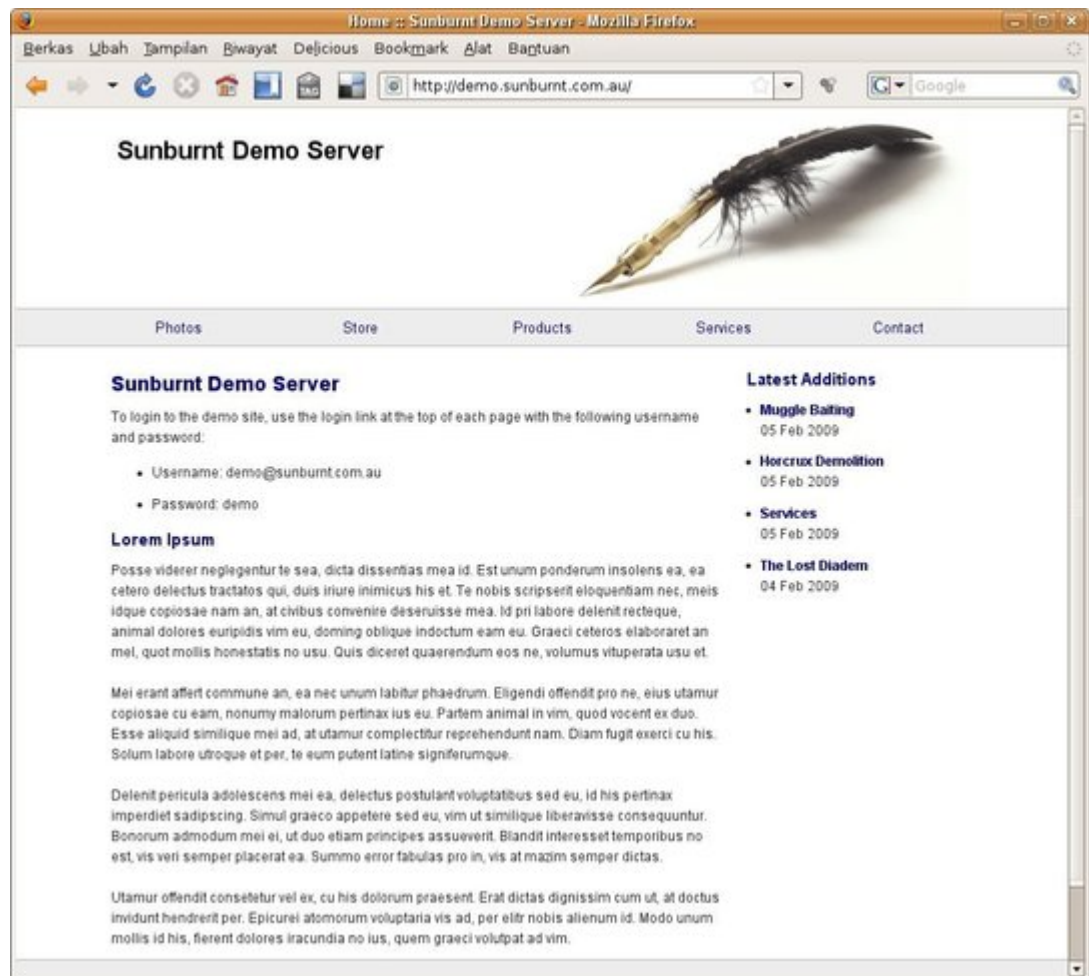 Home :: Sunburnt Demo Server - Mozilla Firefox
Berkas Ubah Tampilan Riwayat Delicious Bookmark Alat Bantuan
TAG http://demo.sunburnt.com.au/ G Google
Sunburnt Demo Server
Photos Store Products Services Contact
Sunburnt Demo Server
To login to the demo site, use the login link at the top of each page with the following username
and password:
• Username: demo@sunburnt.com.au
• Password: demo
Lorem Ipsum
Posse viderer neglegentur te sea, dicta dissentias mea id. Est unum ponderum insolens ea, ea
cetero delectus tractatos qui, duis iriure inimicus his et. Te nobis scripserit eloquentiam nec, meis
idque copiosae nam an, at civibus convenire deseruisse mea. Id pri labore delenit recteque,
animal dolores euripidis vim eu, doming oblique indoctum eam eu. Graeci ceteros elaboraret an
mel, quot mollis honestatis no usu. Quis diceret quaerendum eos ne, volumus vituperata usu et.
Mei erant affert commune an, ea nec unum labitur phaedrum. Eligendi offendit pro ne, eius utamur
copiosae cu eam, nonumy malorum pertinax ius eu. Partem animal in vim, quod vocent ex duo.
Esse aliquid similique mei ad, at utamur complectitur reprehendunt nam. Diam fugit exerci cu his.
Solum labore utroque et per, te eum putent latine signiferumque.
Delenit pericula adolescens mei ea, delectus postulant voluptatibus sed eu, id his pertinax
imperdiet sadipscing. Simul graeco appetere sed eu, vim ut similique liberavisse consequuntur.
Bonorum admodum mei ei, ut duo etiam principes assueverit. Blandit interesset temporibus no
est, vis veri semper placerat ea. Summo error fabulas pro in, vis at mazim semper dictas.
Utamur offendit consetetur vel ex, cu his dolorum praesent. Erat dictas dignissim cum ut, at doctus
invidunt hendrerit per. Epicurei atomorum voluptaria vis ad, per elitr nobis alienum id. Modo unum
mollis id his, fierent dolores iracundia no ius, quem graeci volutpat ad vim.
Latest Additions
• Muggle Baiting
05 Feb 2009
• Horcrux Demolition
05 Feb 2009
• Services
05 Feb 2009
• The Lost Diadem
04 Feb 2009